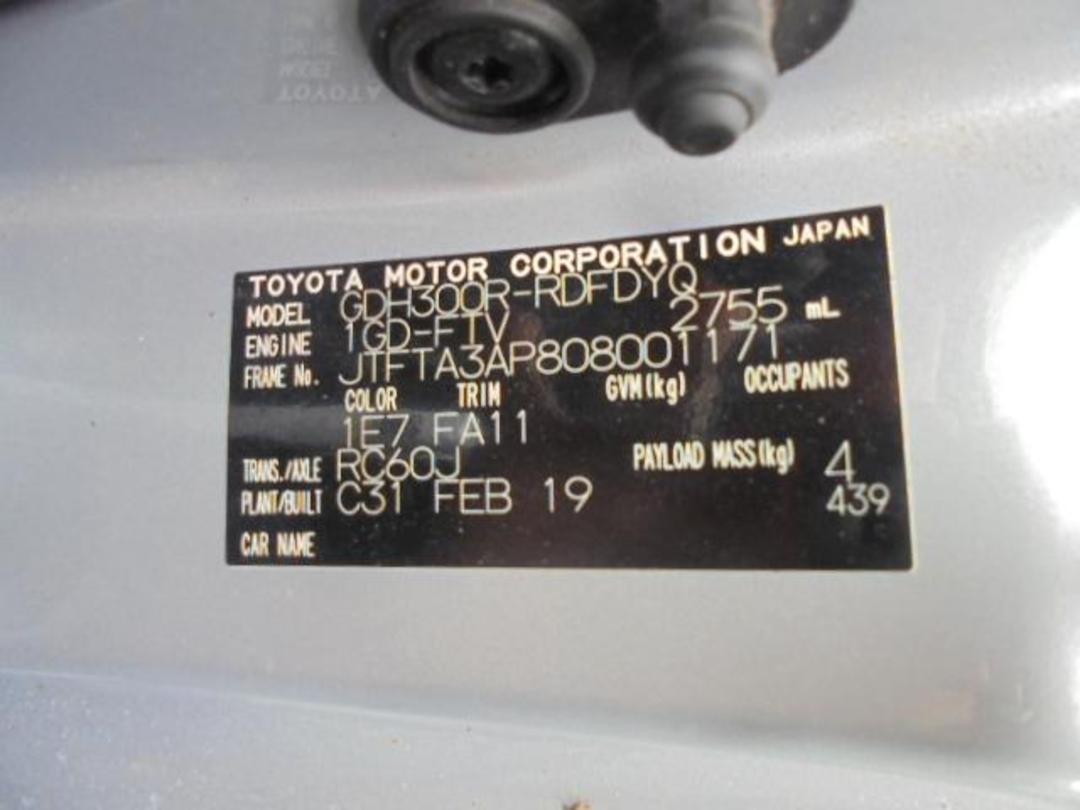 TOYOTA MOTOR CORPORATION JAPAN
MODEL GDH300R-RDFDYQ
ENGINE 1GD-FTV 2755 mL
FRAME No. JTFTA3AP808001171
COLOR TRIM GVM(kg) OCCUPANTS
1E7 FA11
TRANS./AXLE RC60J PAYLOAD MASS(kg) 4
PLANT/BUILT C31 FEB 19 439
CAR NAME